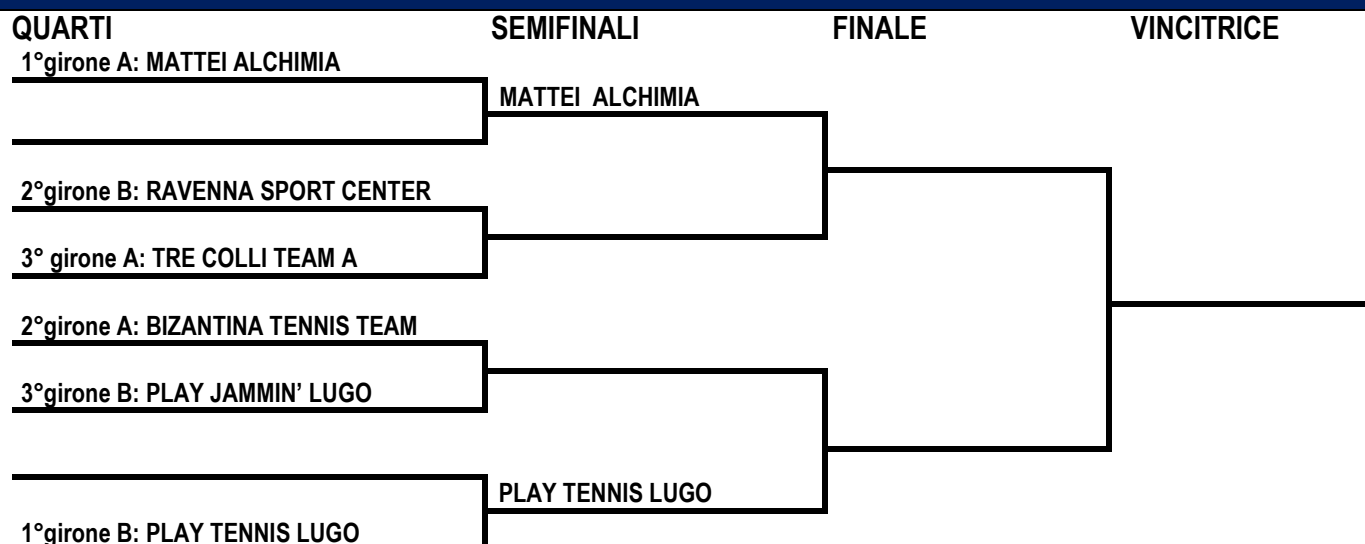 QUARTI SEMIFINALI FINALE VINCITRICE
1°girone A: MATTEI ALCHIMIA
MATTEI ALCHIMIA
2°girone B: RAVENNA SPORT CENTER
3° girone A: TRE COLLI TEAM A
2°girone A: BIZANTINA TENNIS TEAM
3°girone B: PLAY JAMMIN’ LUGO
PLAY TENNIS LUGO
1°girone B: PLAY TENNIS LUGO